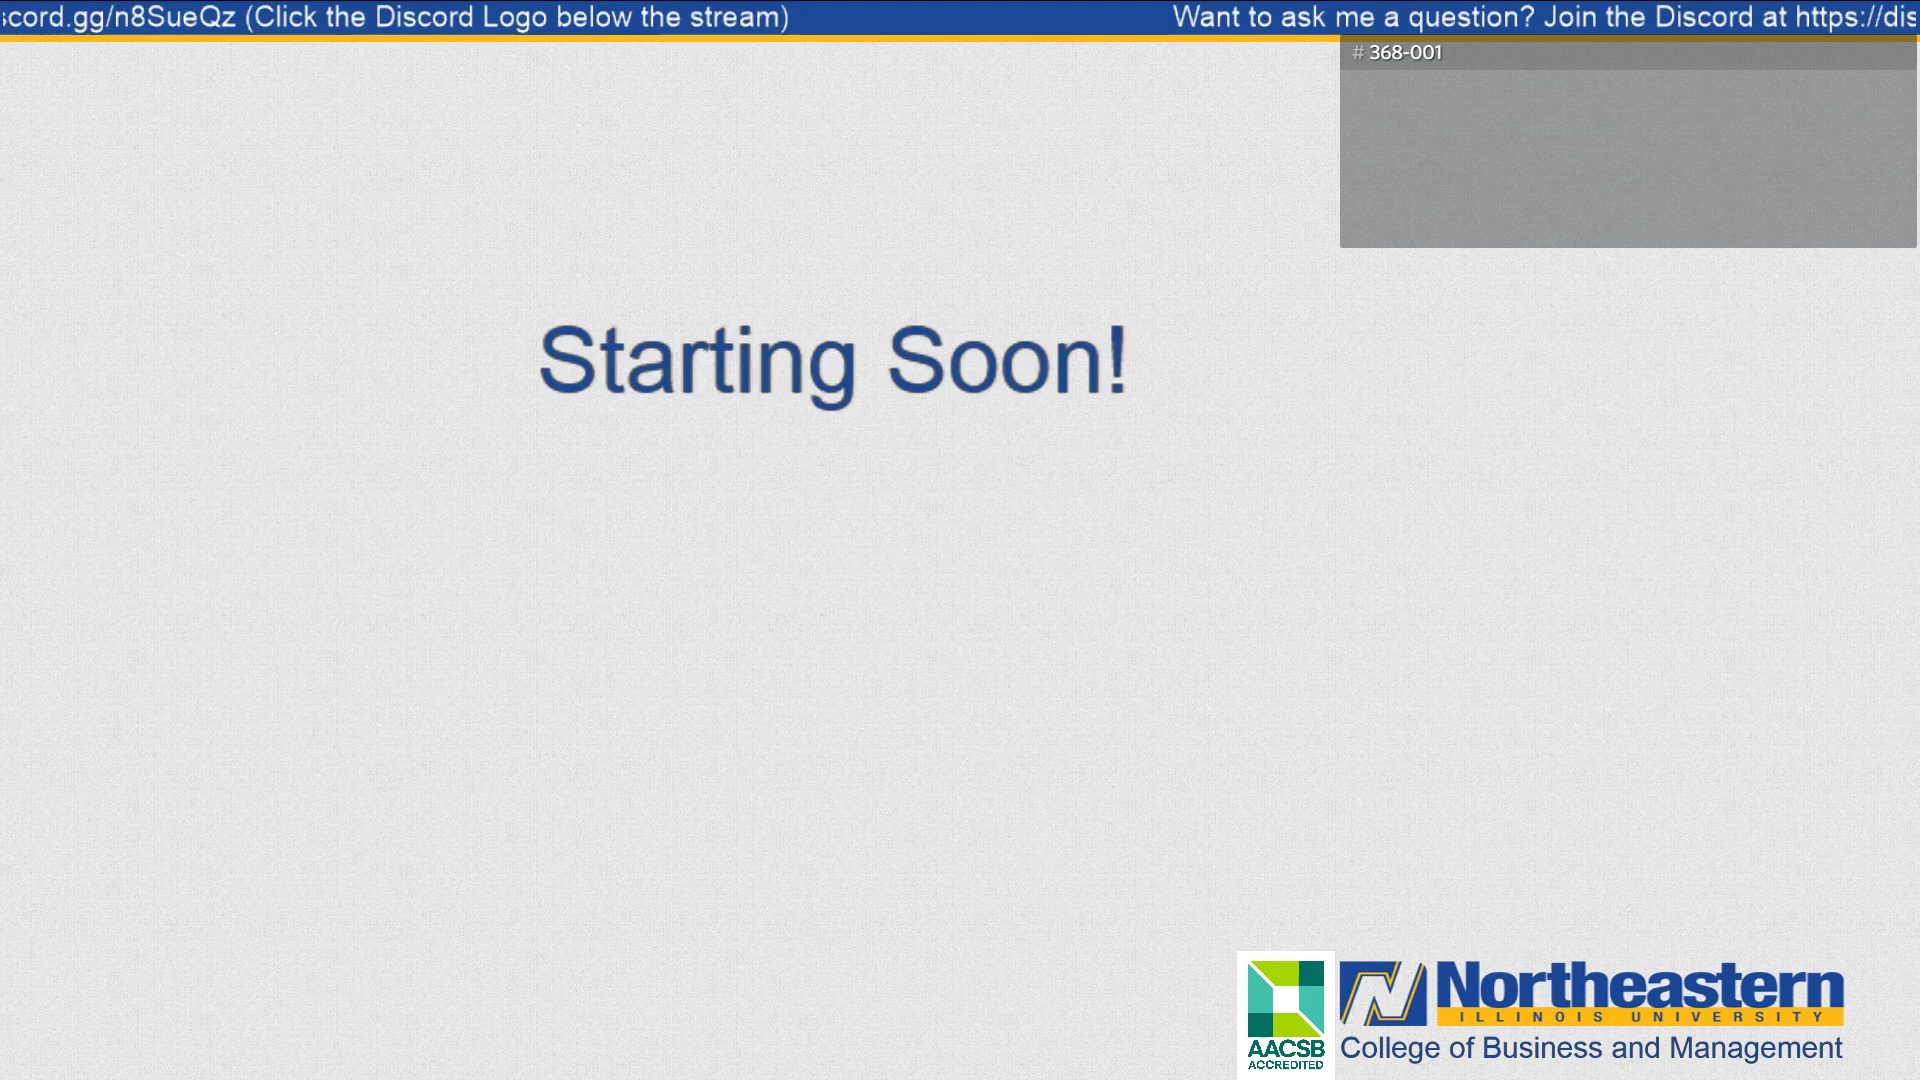 scord.gg/n8SueQz (Click the Discord Logo below the stream)
Want to ask me a question? Join the Discord at https://dis
# 368-001
Starting Soon!
AACSB
ACCREDITED
Northeastern
ILLINOIS UNIVERSITY
College of Business and Management